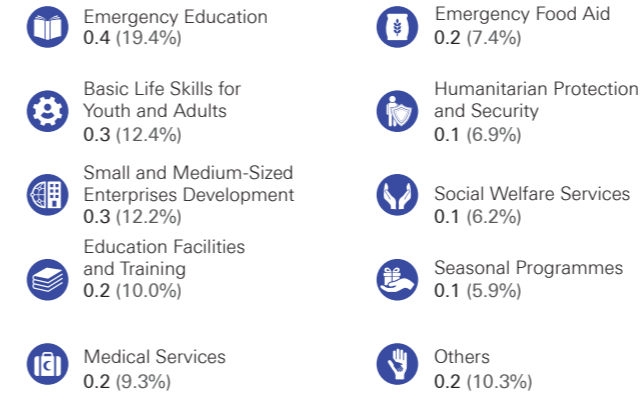 Emergency Education
0.4 (19.4%)
Basic Life Skills for
Youth and Adults
0.3 (12.4%)
Small and Medium-Sized
Enterprises Development
0.3 (12.2%)
Education Facilities
and Training
0.2 (10.0%)
Medical Services
0.2 (9.3%)
Emergency Food Aid
0.2 (7.4%)
Humanitarian Protection
and Security
0.1 (6.9%)
Social Welfare Services
0.1 (6.2%)
Seasonal Programmes
0.1 (5.9%)
Others
0.2 (10.3%)